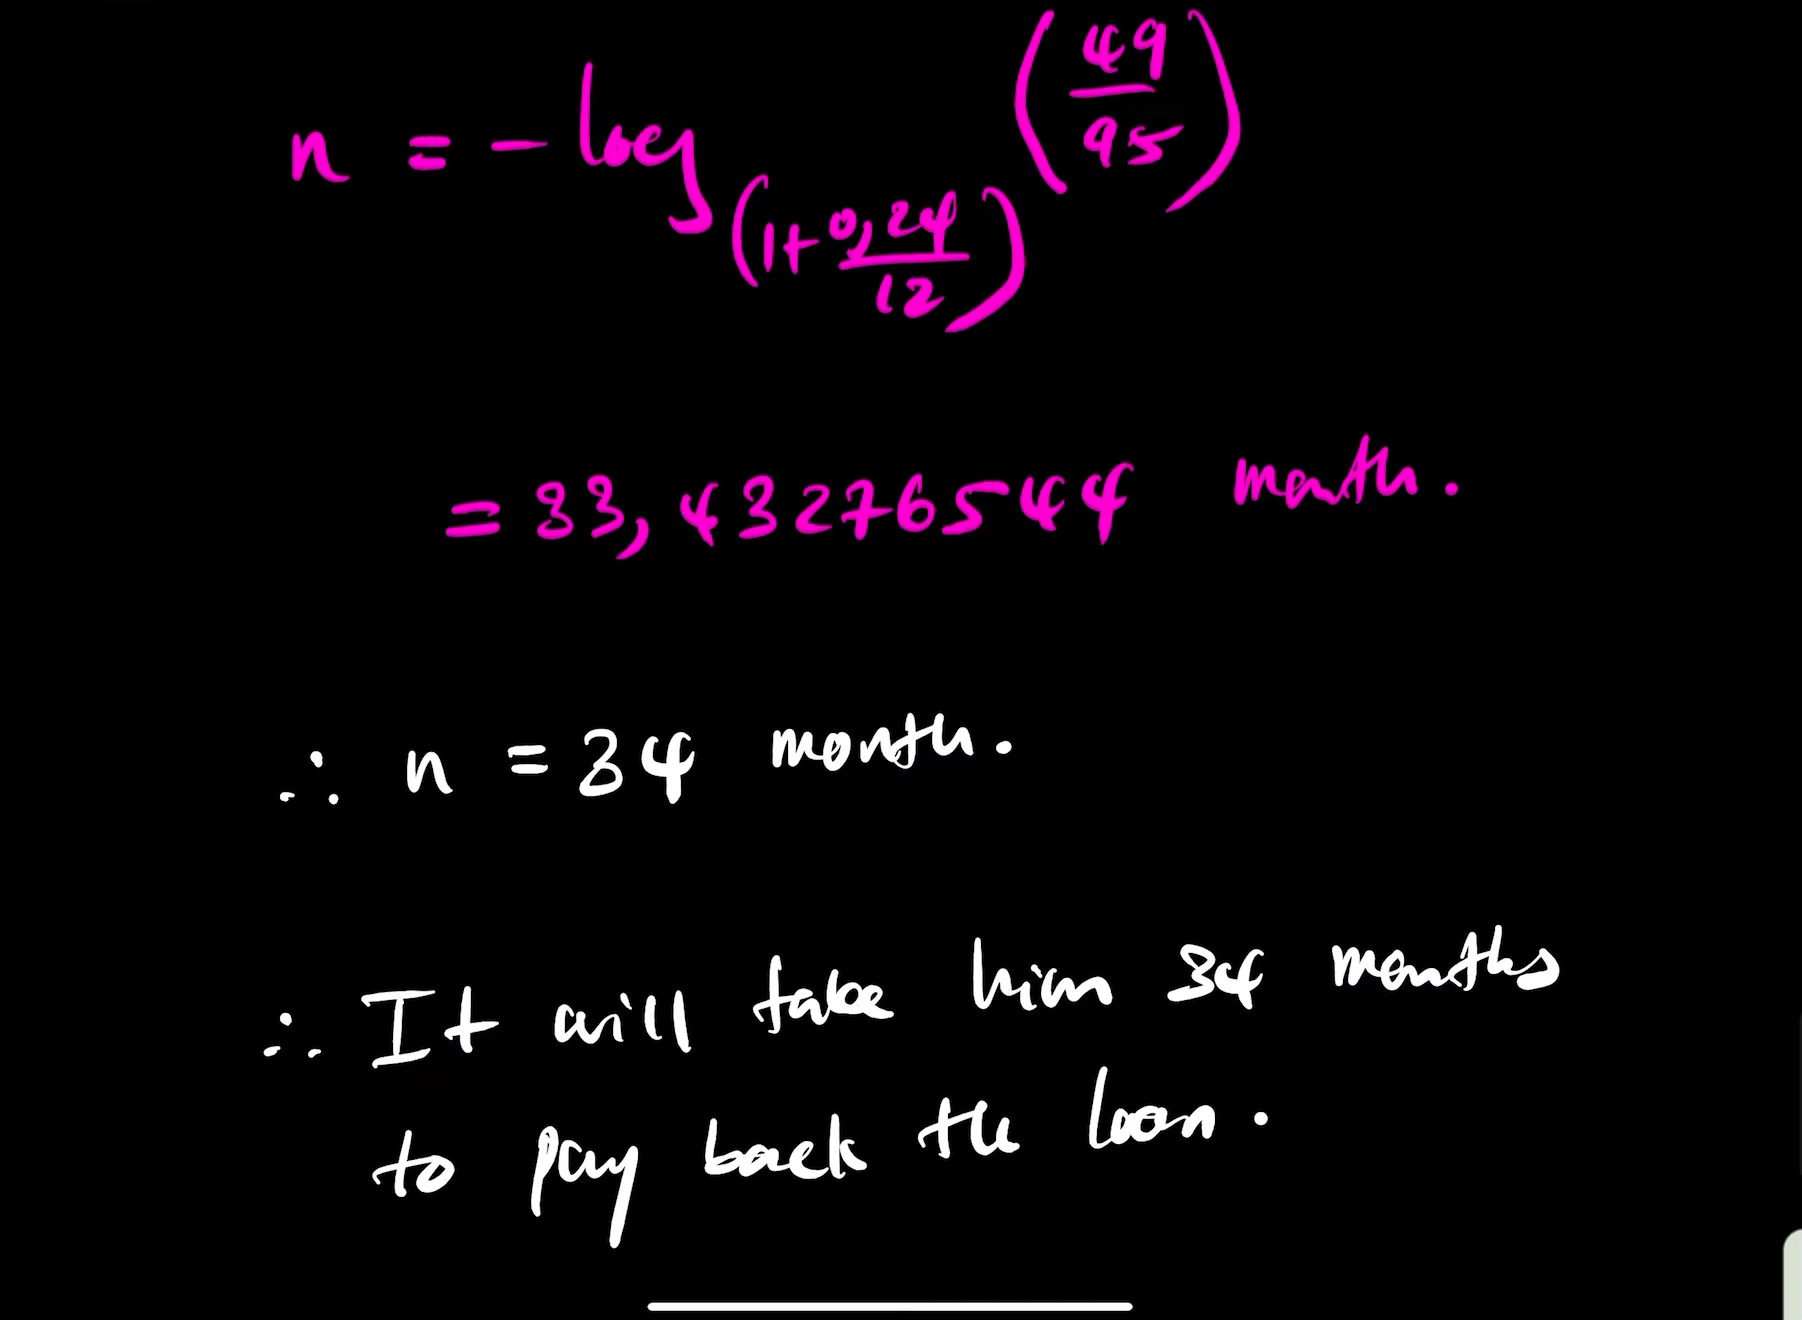 n = -log_(1+0,24/12) (49/95)
= 33,43276544 month.
∴ n = 34 month.
∴ It will take him 34 months
to pay back the loan.